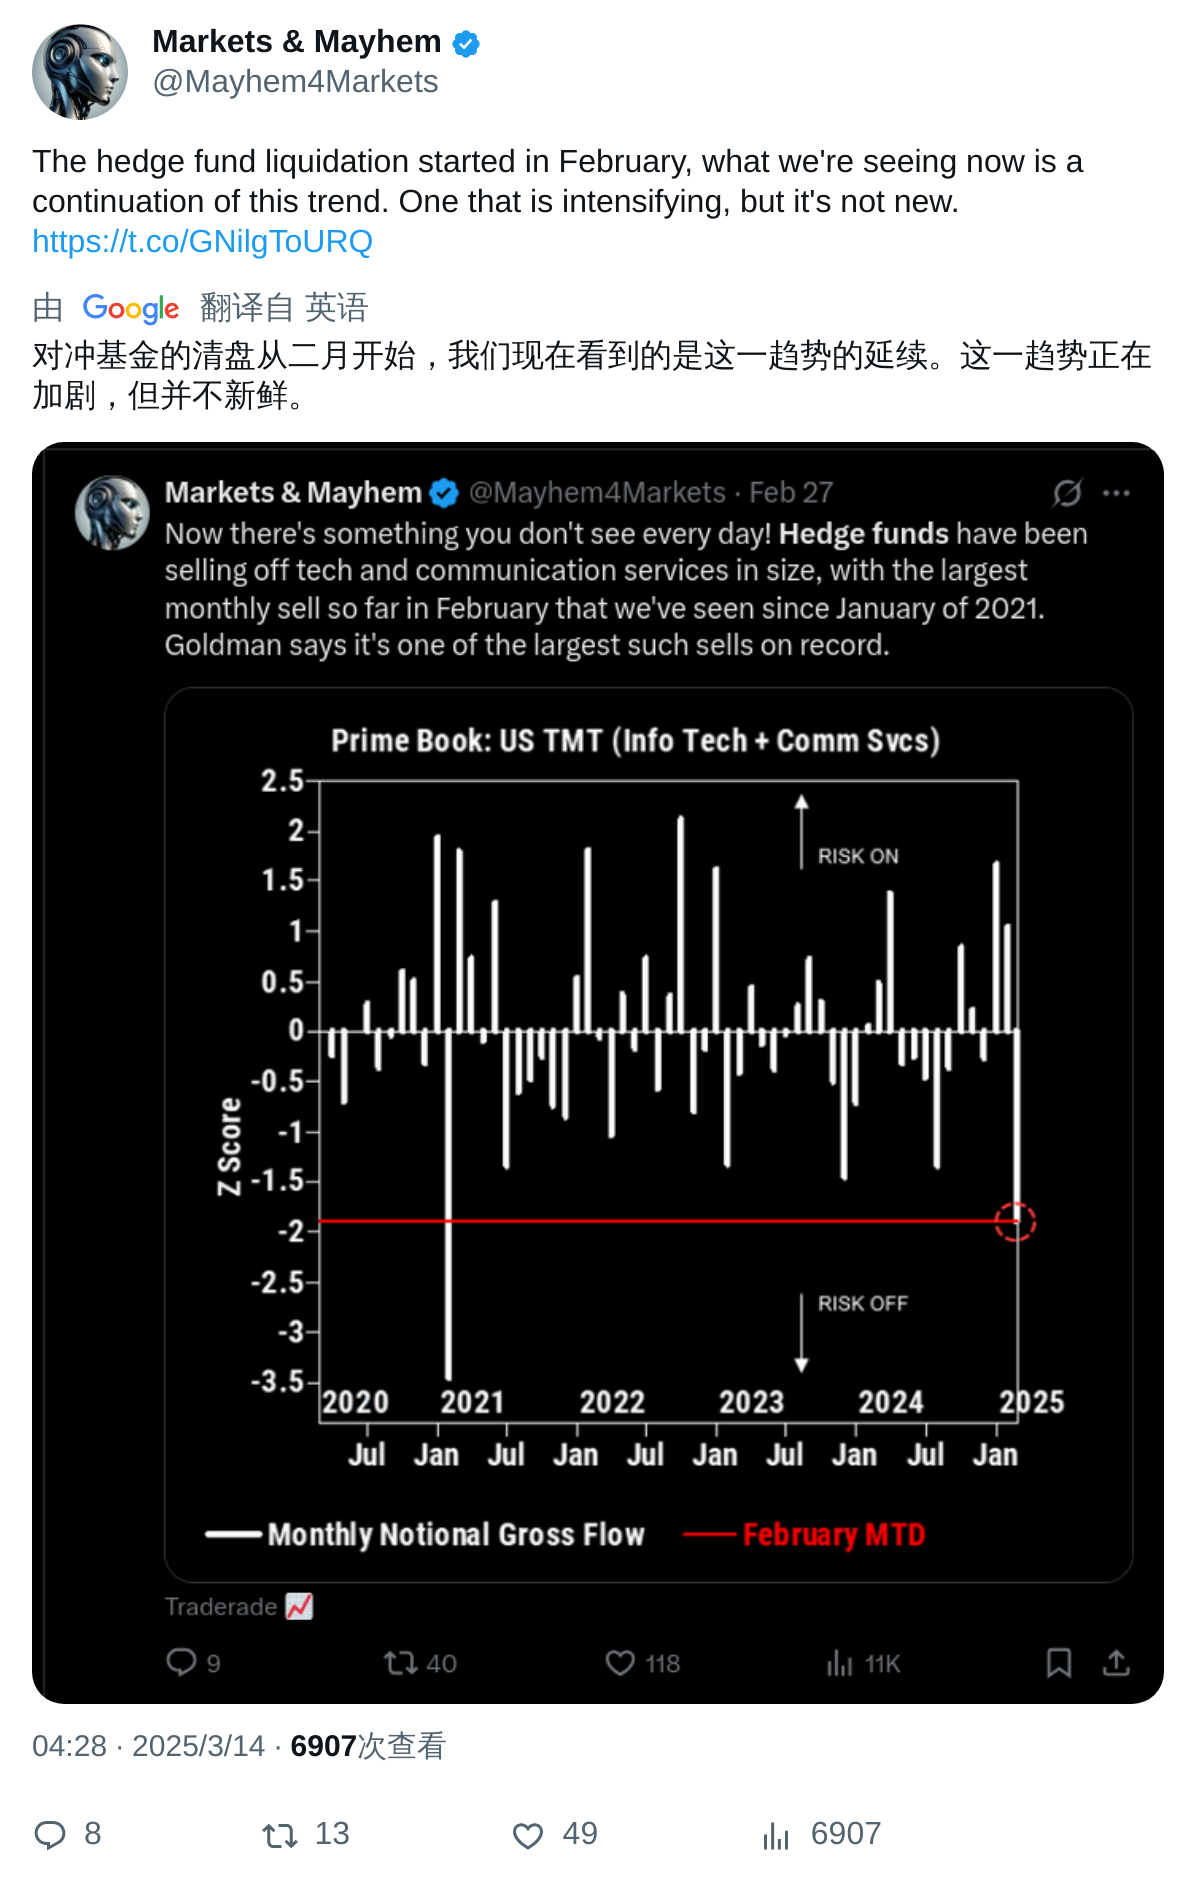 Markets & Mayhem
@Mayhem4Markets
The hedge fund liquidation started in February, what we're seeing now is a
continuation of this trend. One that is intensifying, but it's not new.
https://t.co/GNilgToURQ
由 Google 翻译自 英语
对冲基金的清盘从二月开始，我们现在看到的是这一趋势的延续。这一趋势正在
加剧，但并不新鲜。
Markets & Mayhem @Mayhem4Markets · Feb 27
Now there's something you don't see every day! Hedge funds have been
selling off tech and communication services in size, with the largest
monthly sell so far in February that we've seen since January of 2021.
Goldman says it's one of the largest such sells on record.
Prime Book: US TMT (Info Tech + Comm Svcs)
2.5
2
1.5
1
0.5
0
-0.5
-1
-1.5
-2
-2.5
-3
-3.5
Z Score
RISK ON
RISK OFF
2020 2021 2022 2023 2024 2025
Jul Jan Jul Jan Jul Jan Jul Jan Jul Jan
Monthly Notional Gross Flow February MTD
Traderade
9 40 118 11K
04:28 · 2025/3/14 · 6907次查看
8 13 49 6907